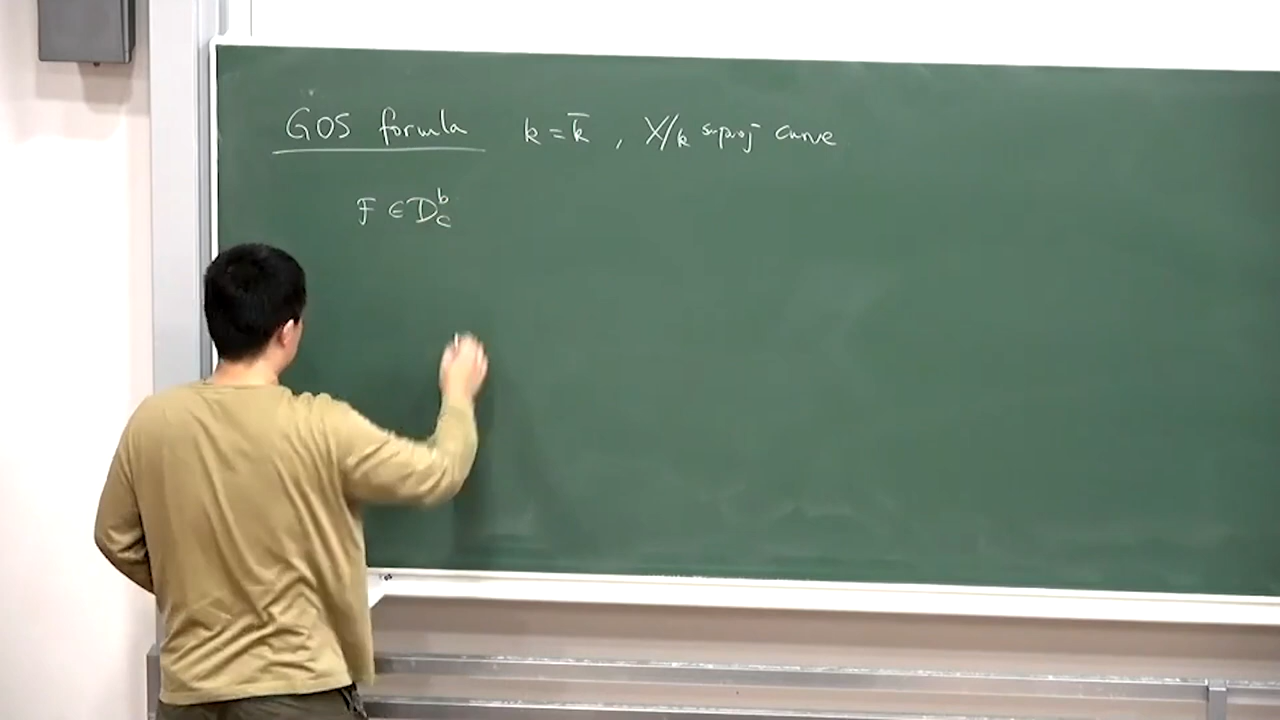 GOS formula k = k̄ , X/k sm proj curve
F ∈ D^b_c